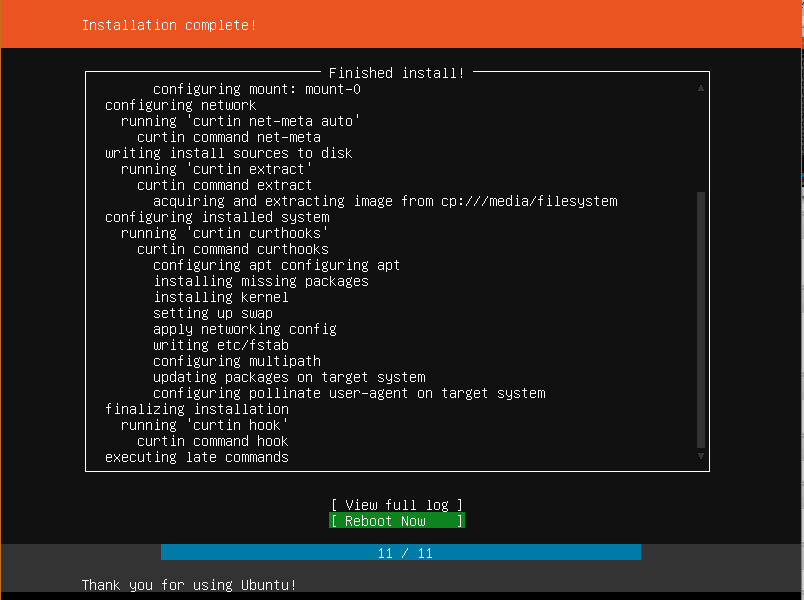 Installation complete!
Finished install!
configuring mount: mount-0
configuring network
running 'curtin net-meta auto'
curtin command net-meta
writing install sources to disk
running 'curtin extract'
curtin command extract
acquiring and extracting image from cp:///media/filesystem
configuring installed system
running 'curtin curthooks'
curtin command curthooks
configuring apt configuring apt
installing missing packages
installing kernel
setting up swap
apply networking config
writing etc/fstab
configuring multipath
updating packages on target system
configuring pollinate user-agent on target system
finalizing installation
running 'curtin hook'
curtin command hook
executing late commands
[ View full log ]
[ Reboot Now    ]
11 / 11
Thank you for using Ubuntu!